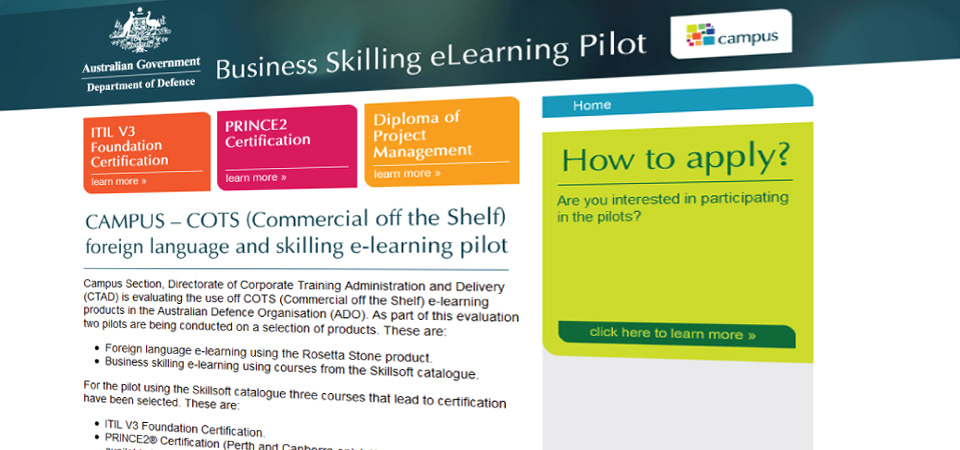 Australian Government
Department of Defence
Business Skilling eLearning Pilot
campus
ITIL V3
Foundation
Certification
learn more »
PRINCE2
Certification
learn more »
Diploma of
Project
Management
learn more »
Home
How to apply?
Are you interested in participating
in the pilots?
click here to learn more »
CAMPUS – COTS (Commercial off the Shelf)
foreign language and skilling e-learning pilot
Campus Section, Directorate of Corporate Training Administration and Delivery
(CTAD) is evaluating the use off COTS (Commercial off the Shelf) e-learning
products in the Australian Defence Organisation (ADO). As part of this evaluation
two pilots are being conducted on a selection of products. These are:
• Foreign language e-learning using the Rosetta Stone product.
• Business skilling e-learning using courses from the Skillsoft catalogue.
For the pilot using the Skillsoft catalogue three courses that lead to certification
have been selected. These are:
• ITIL V3 Foundation Certification.
• PRINCE2® Certification (Perth and Canberra